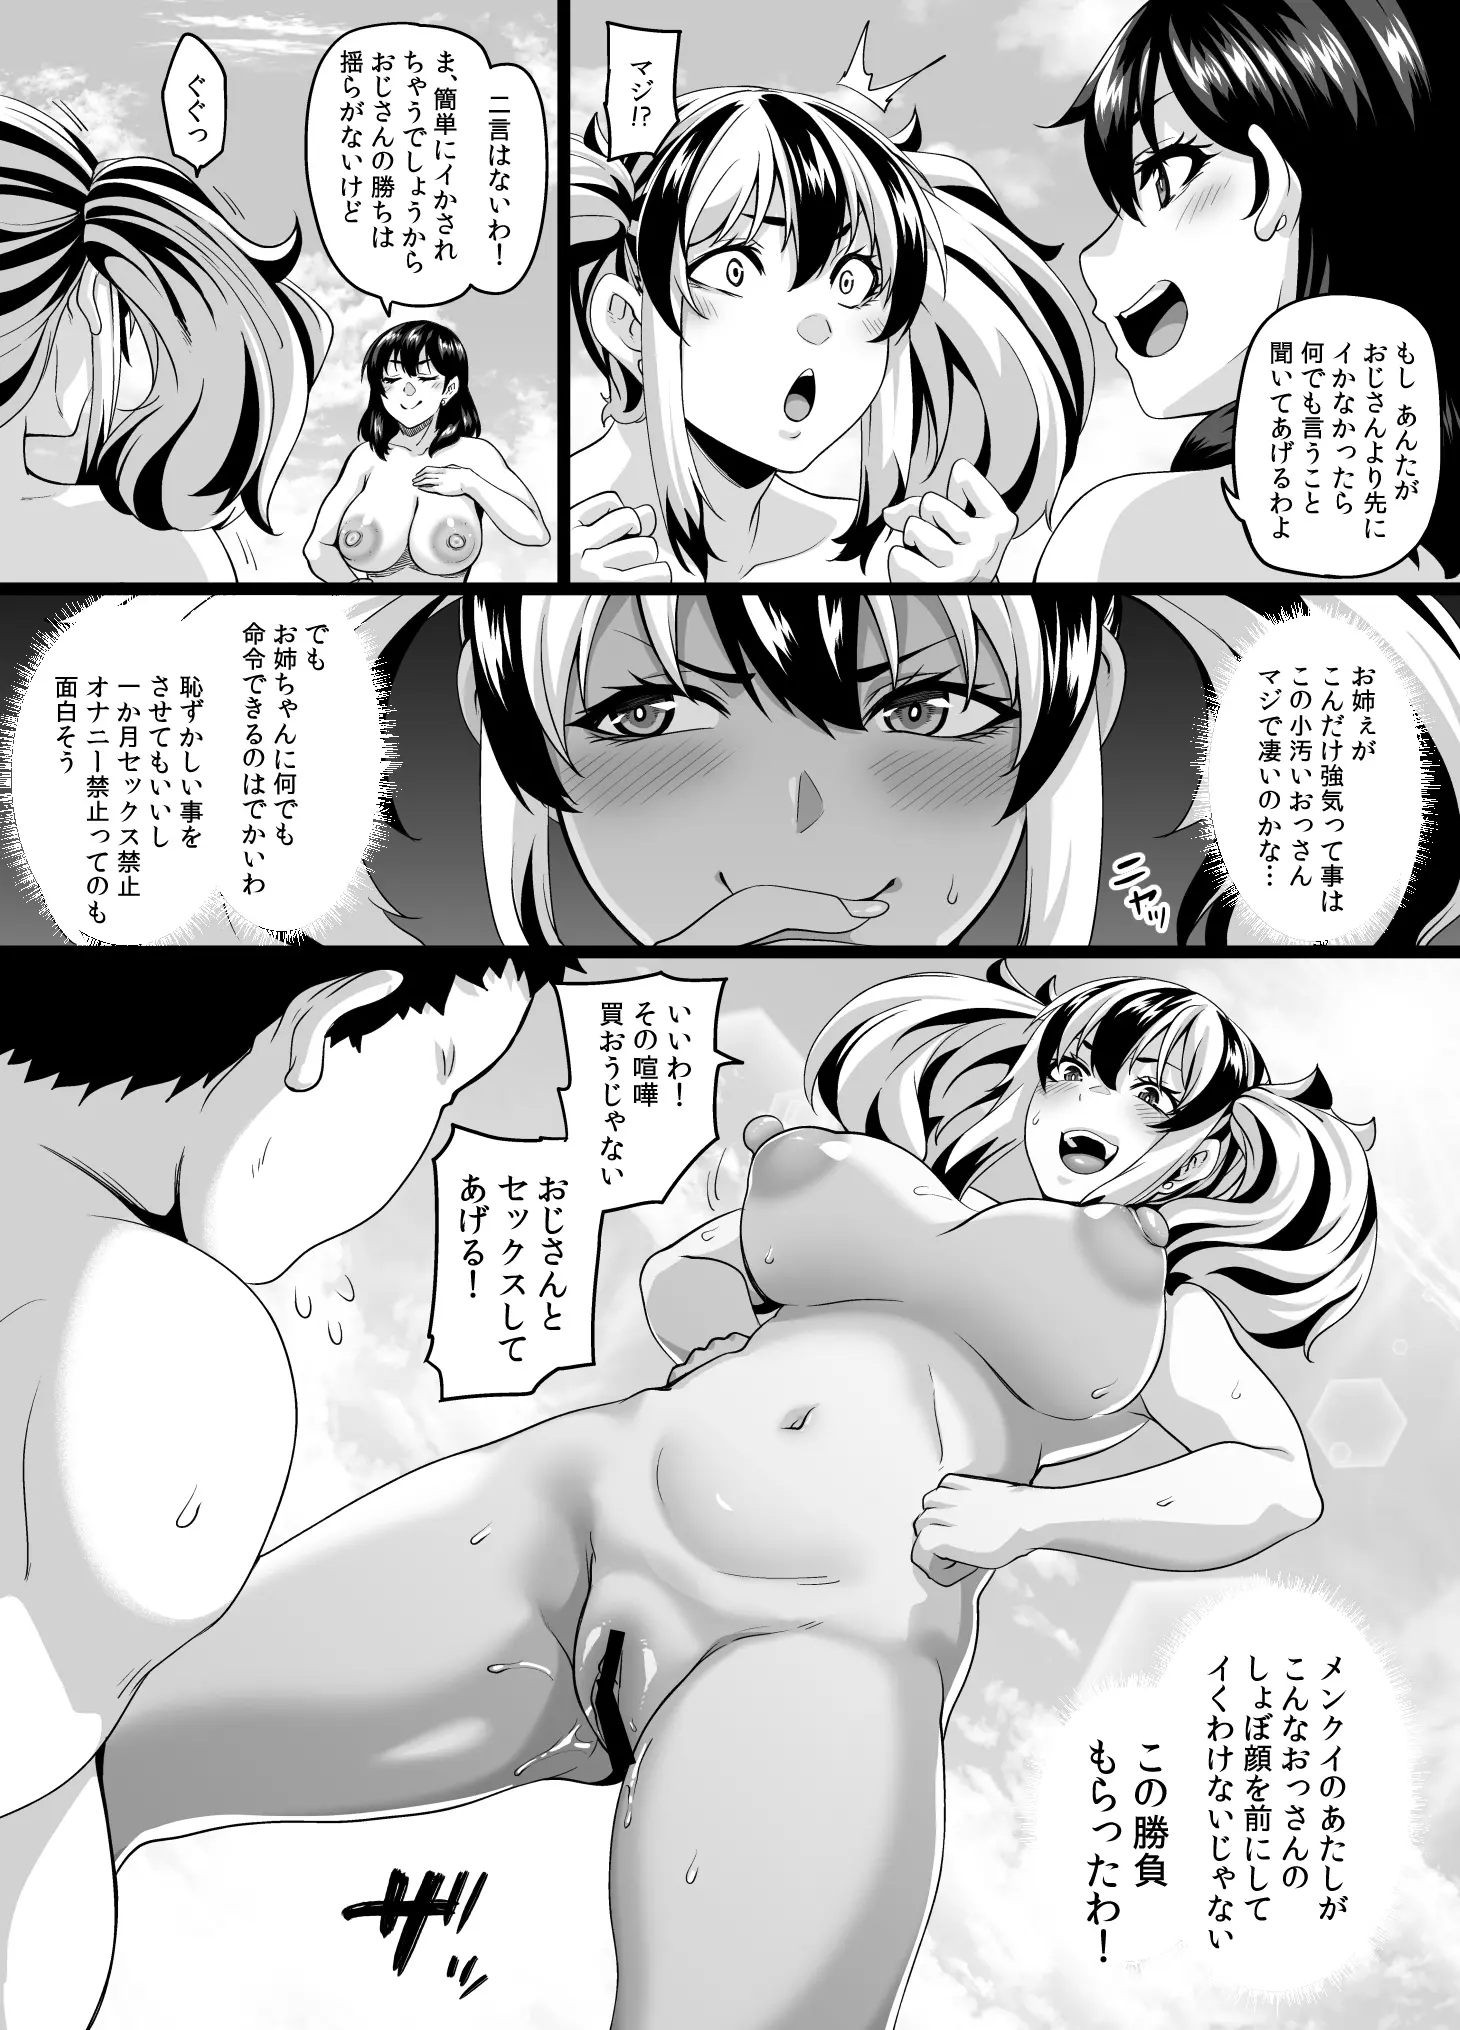 もし あんたが
おじさんより先に
イかなかったら
何でも言うこと
聞いてあげるわよ
マジ!?
二言はないわ！
ま、簡単にイかされ
ちゃうでしょうから
おじさんの勝ちは
揺らがないけど
ぐぐっ
お姉ぇが
こんだけ強気って事は
この小汚いおっさん
マジで凄いのかな…
ニヤッ
でも
お姉ちゃんに何でも
命令できるのはでかいわ
恥ずかしい事を
させてもいいし
一か月セックス禁止
オナニー禁止ってのも
面白そう
いいわ！
その喧嘩
買おうじゃない
おじさんと
セックスして
あげる！
メンクイのあたしが
こんなおっさんの
しょぼ顔を前にして
イくわけないじゃない
この勝負
もらったわ！
ザッ